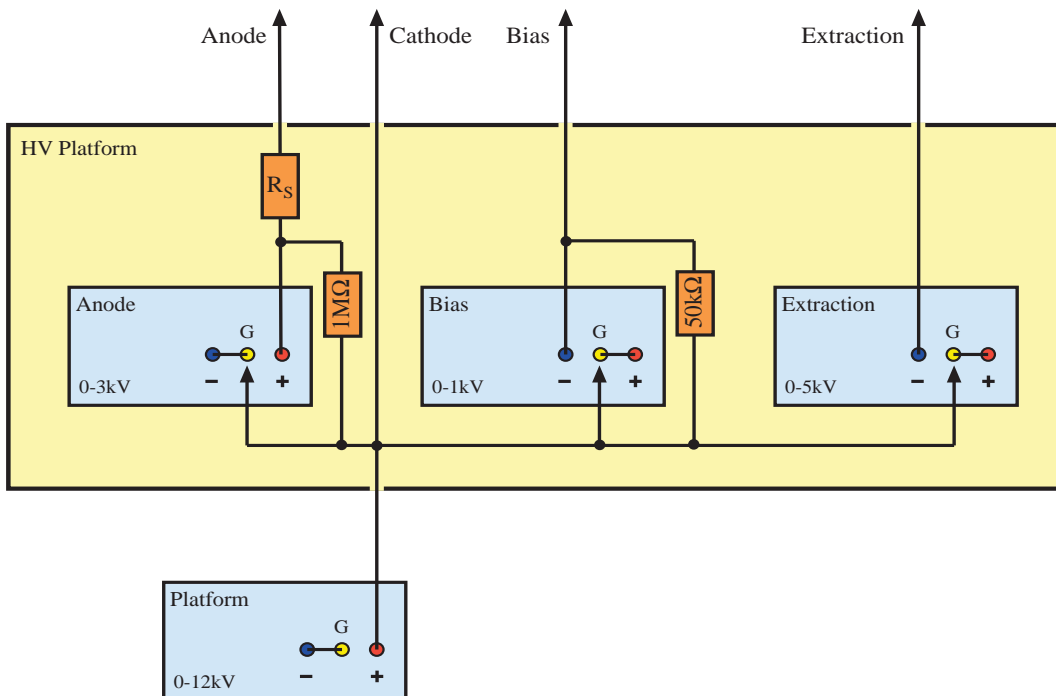 Anode
Cathode
Bias
Extraction
HV Platform
R_S
Anode
G
1MΩ
− +
0-3kV
Bias
G
50kΩ
− +
0-1kV
Extraction
G
− +
0-5kV
Platform
G
− +
0-12kV